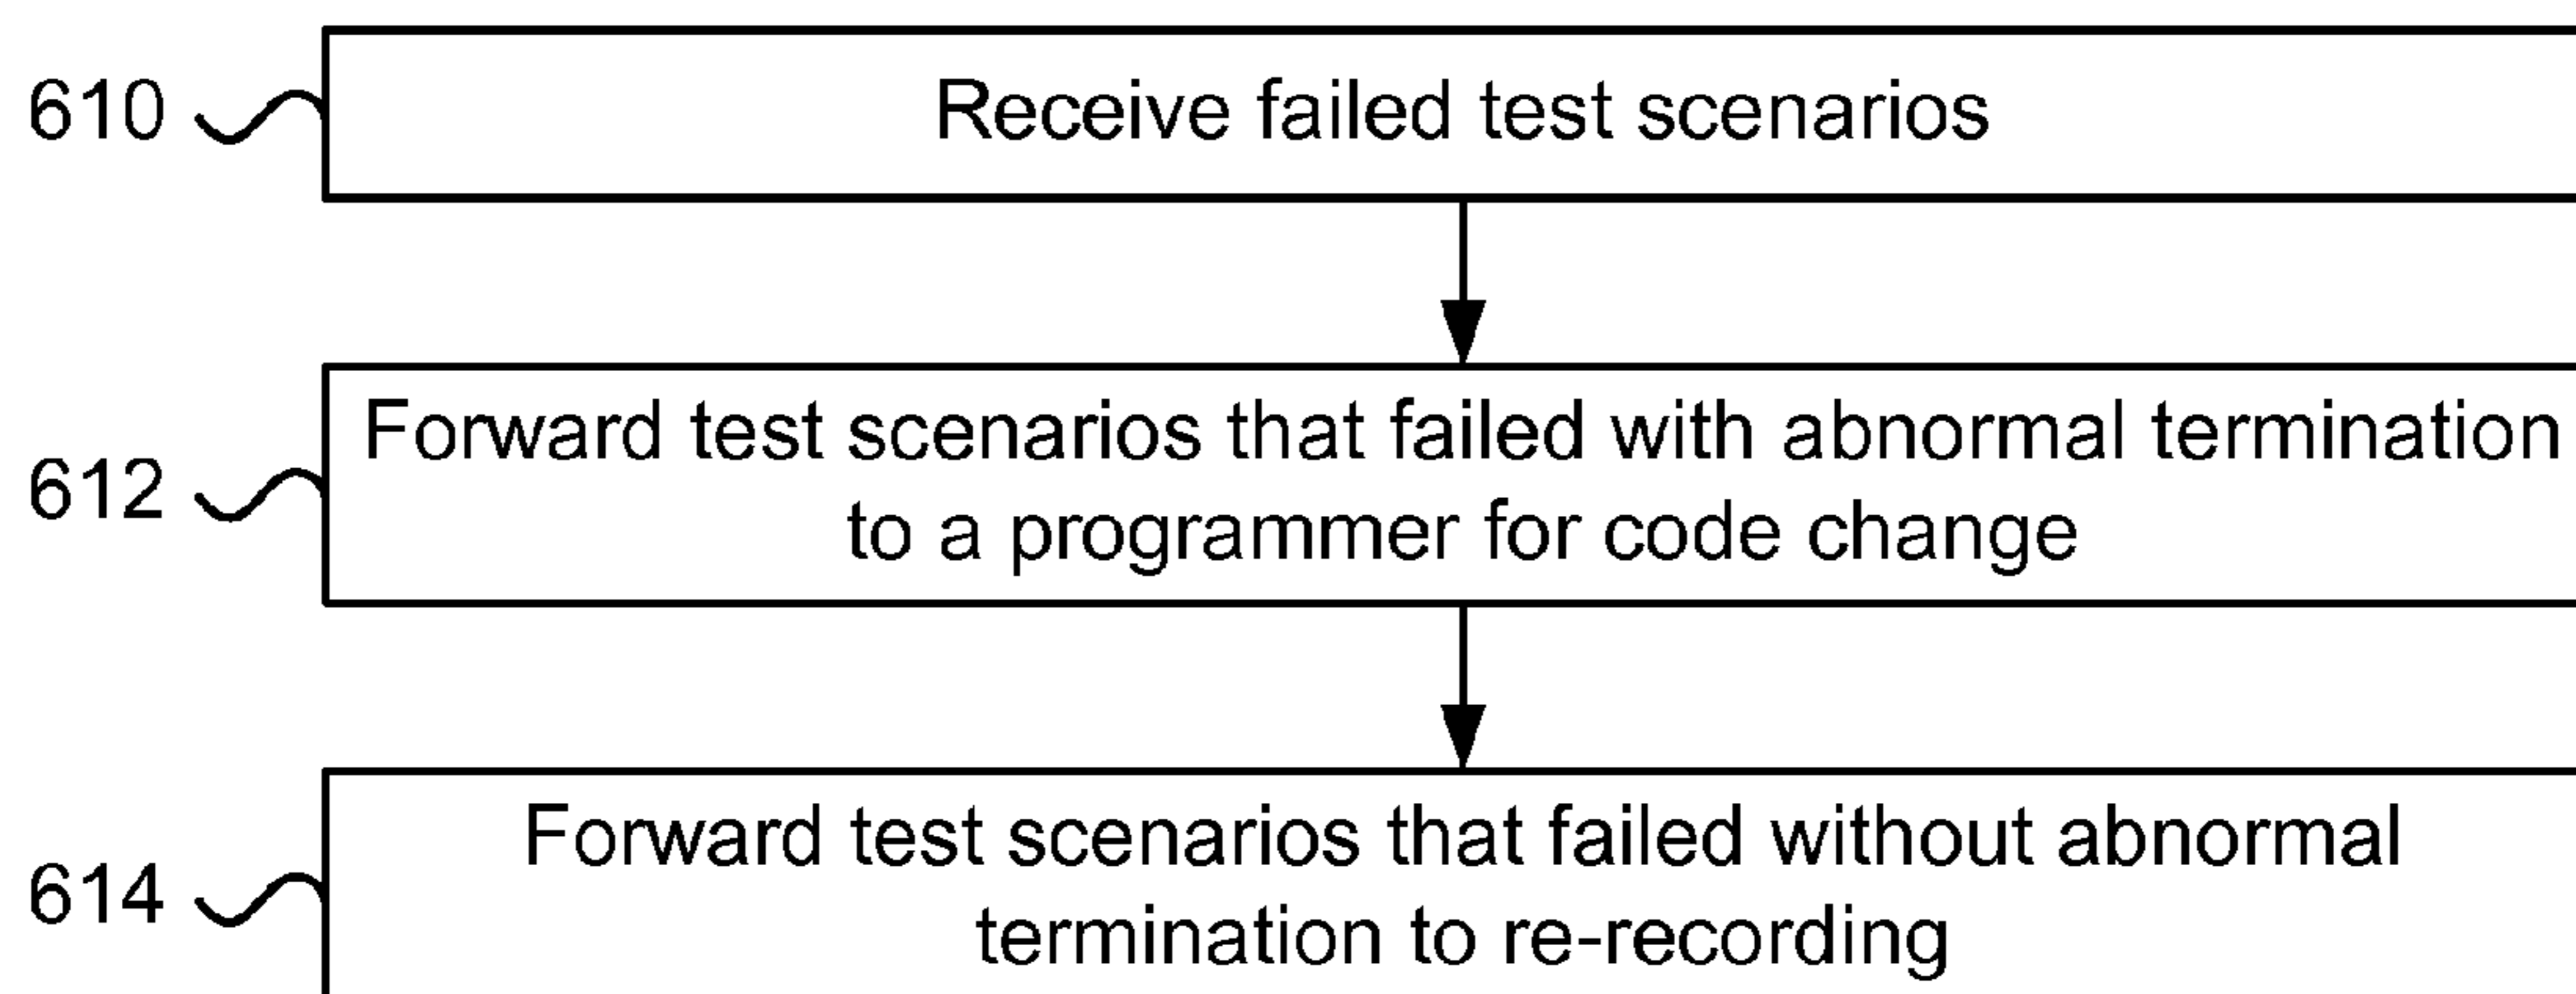 610
Receive failed test scenarios
612
Forward test scenarios that failed with abnormal termination
to a programmer for code change
614
Forward test scenarios that failed without abnormal
termination to re-recording